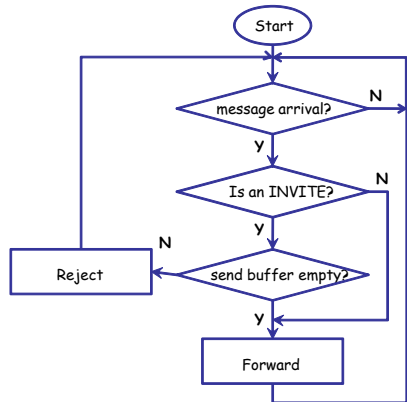 Start
message arrival?
N
Y
Is an INVITE?
N
Y
N
send buffer empty?
Reject
Y
Forward